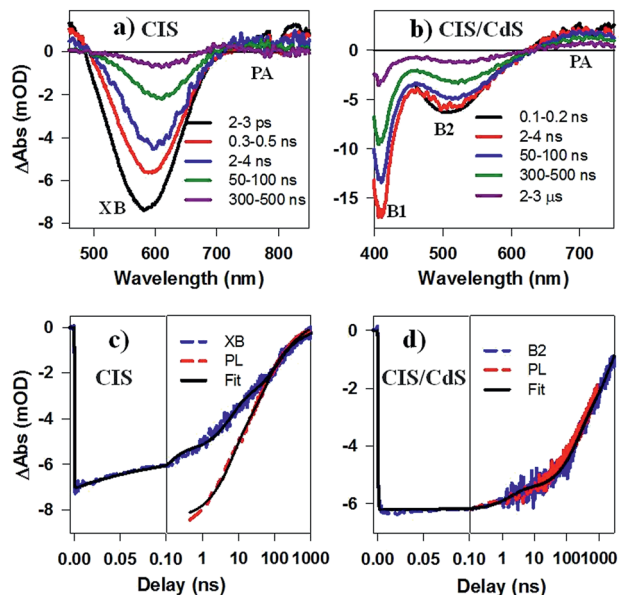 a) CIS
PA
XB
2-3 ps
0.3-0.5 ns
2-4 ns
50-100 ns
300-500 ns
ΔAbs (mOD)
0
-2
-4
-6
-8
500 600 700 800
Wavelength (nm)
b) CIS/CdS
PA
B2
B1
0.1-0.2 ns
2-4 ns
50-100 ns
300-500 ns
2-3 μs
0
-5
-10
-15
400 500 600 700
Wavelength (nm)
c)
CIS
XB
PL
Fit
ΔAbs (mOD)
0
-2
-4
-6
-8
0.00 0.05 0.10 1 10 100 1000
Delay (ns)
d)
CIS/CdS
B2
PL
Fit
0
-2
-4
-6
0.00 0.05 0.10 1 10 100 1000
Delay (ns)